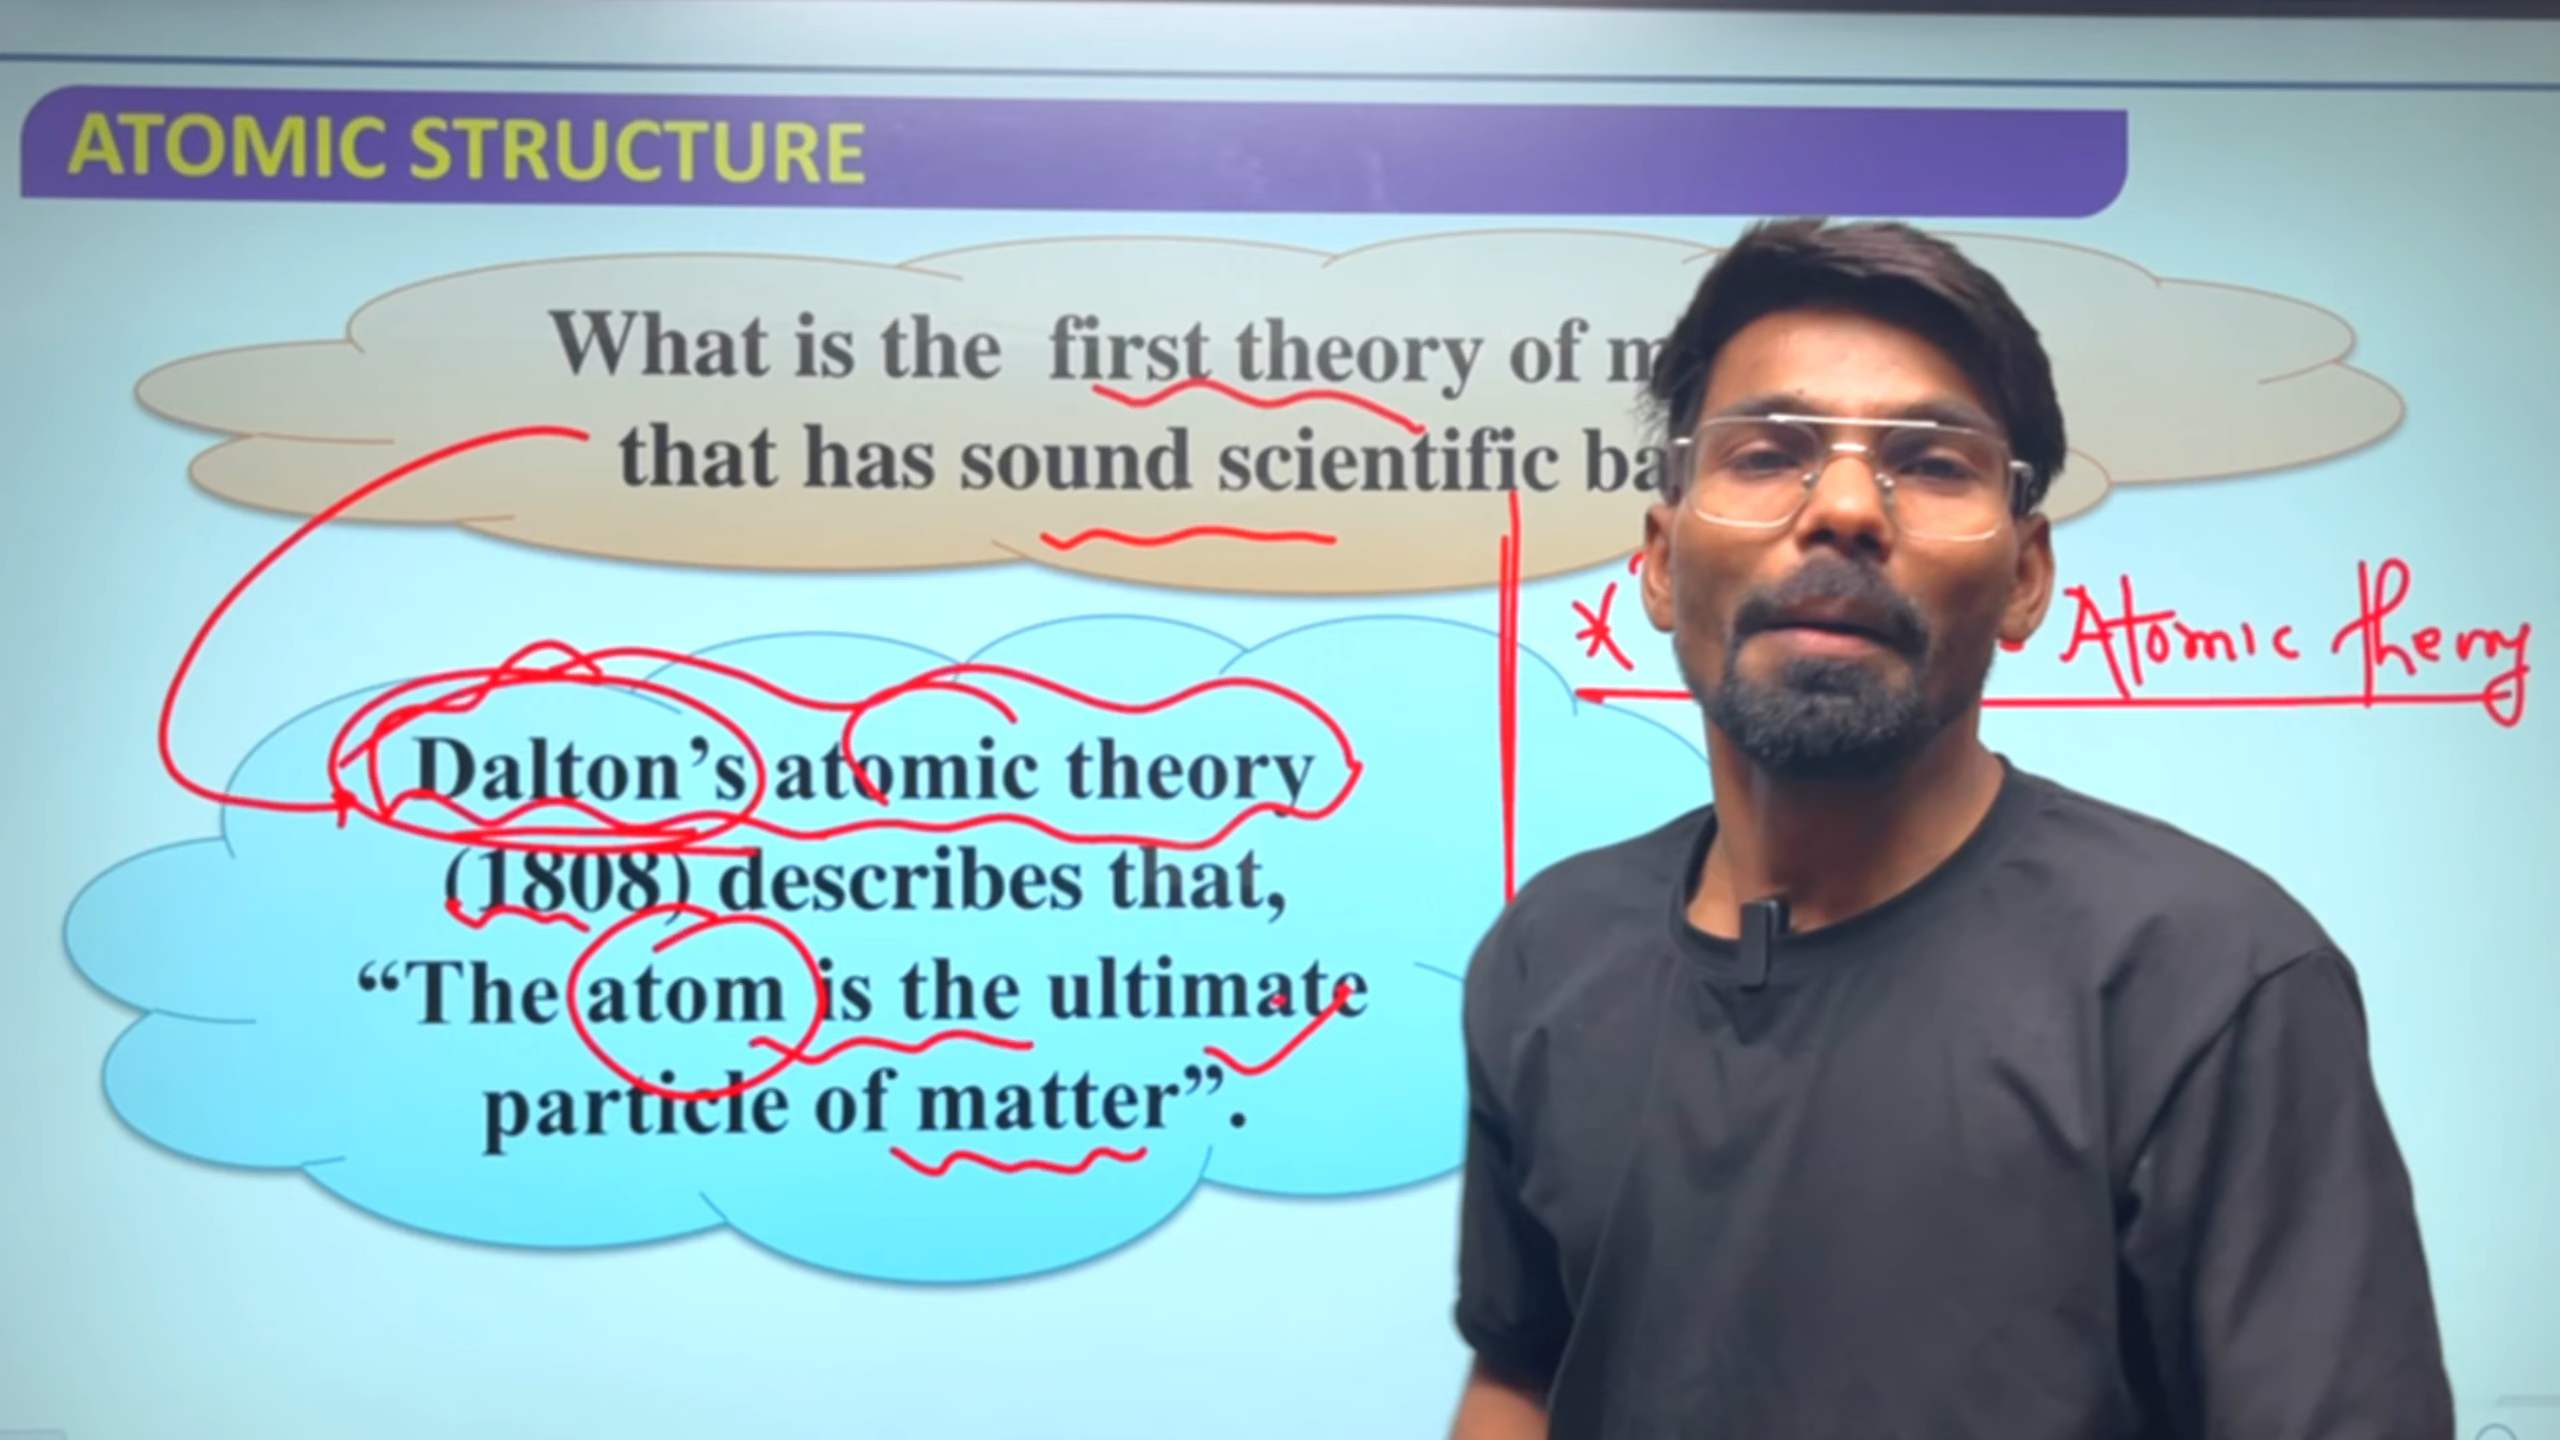 ATOMIC STRUCTURE
What is the first theory of m
that has sound scientific ba
* Atomic theory
Dalton's atomic theory
(1808) describes that,
“The atom is the ultimate
particle of matter”.